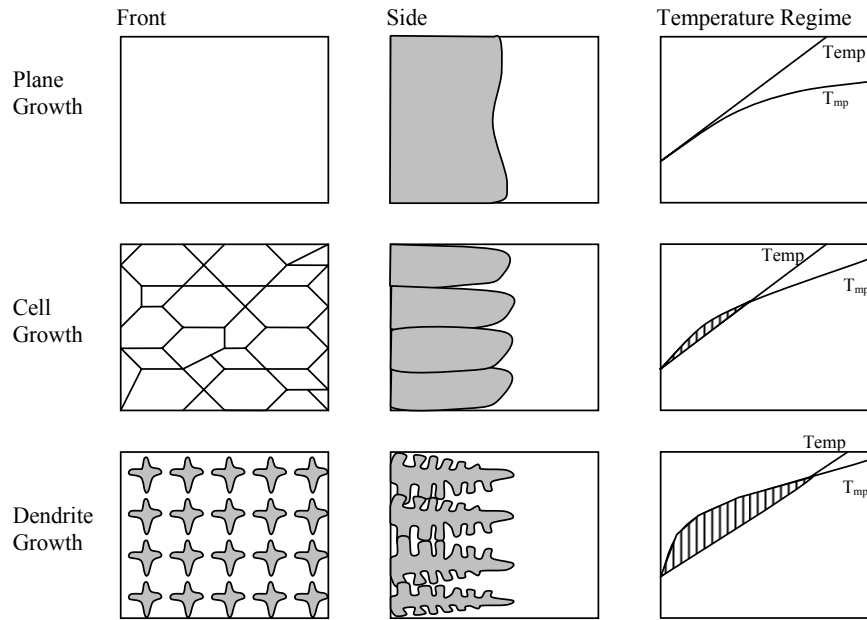 Front
Side
Temperature Regime
Plane
Growth
Temp
Tmp
Cell
Growth
Temp
Tmp
Dendrite
Growth
Temp
Tmp